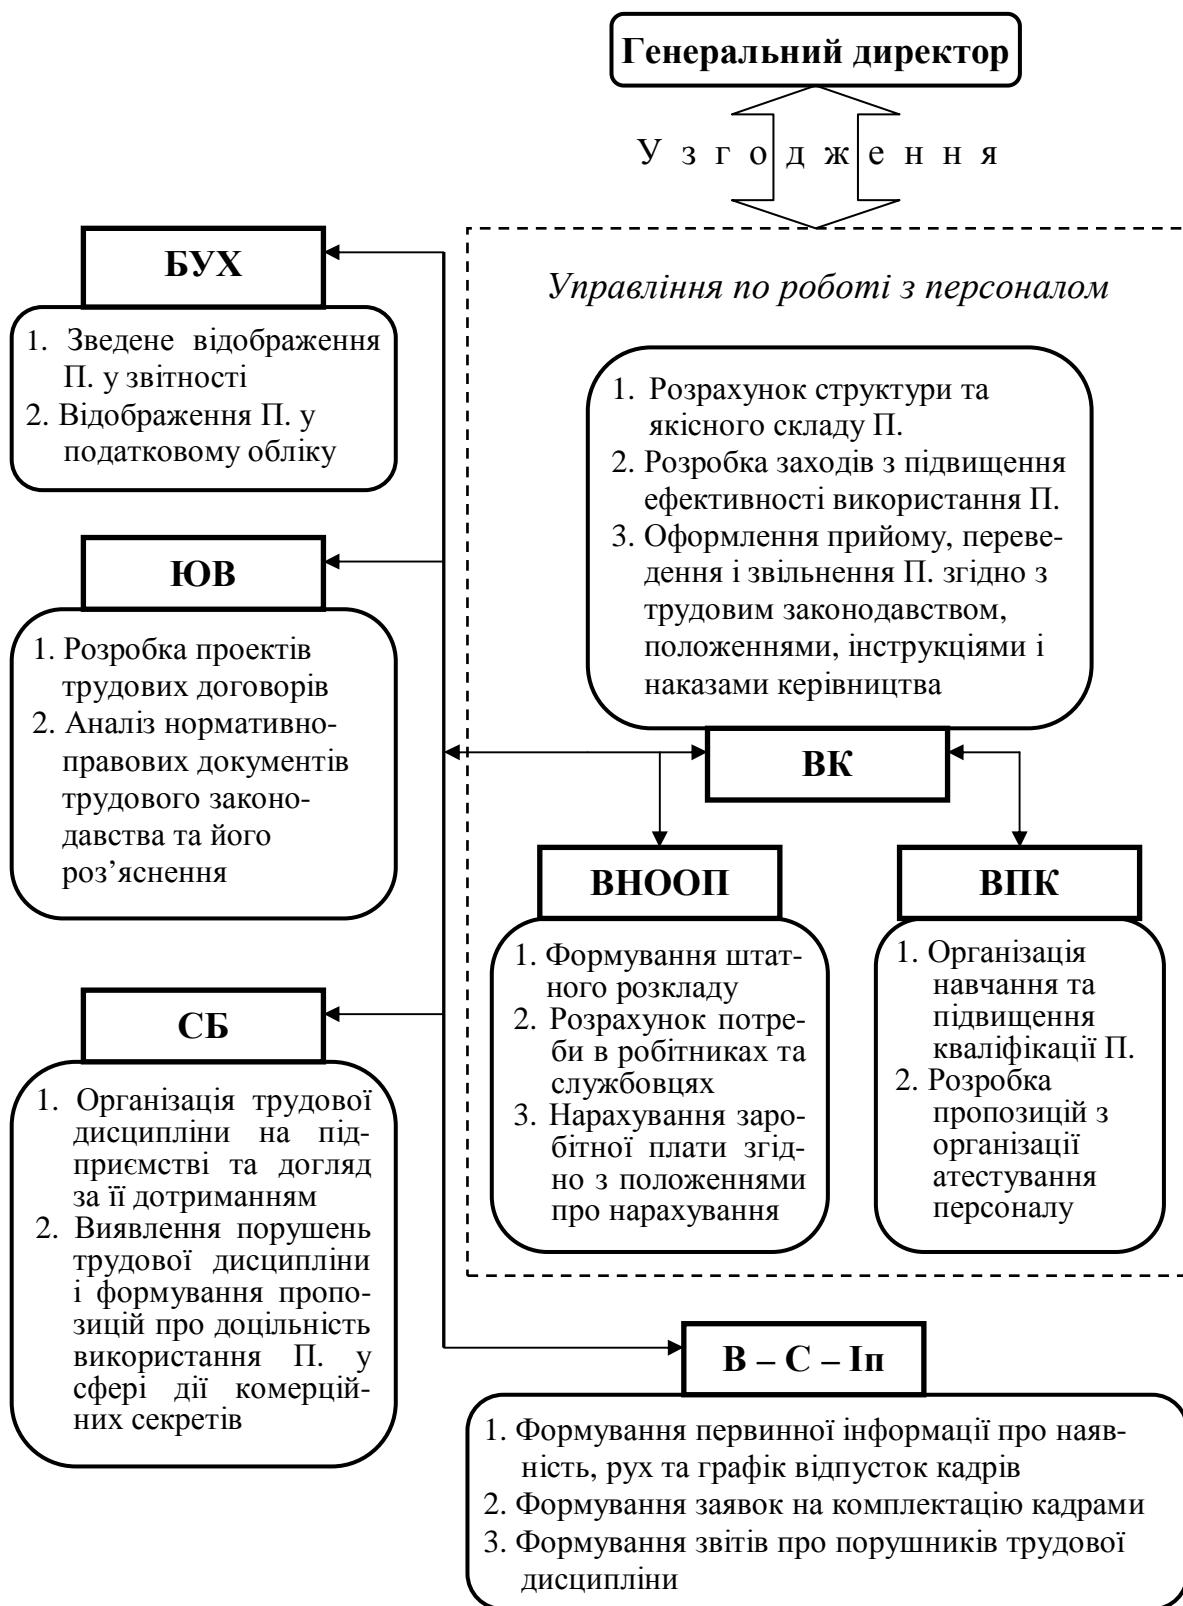 Генеральний директор
Узгодження
БУХ
1. Зведене відображення
П. у звітності
2. Відображення П. у
податковому обліку
ЮВ
1. Розробка проектів
трудових договорів
2. Аналіз нормативно-
правових документів
трудового законо-
давства та його
роз’яснення
СБ
1. Організація трудової
дисципліни на під-
приємстві та догляд
за її дотриманням
2. Виявлення порушень
трудової дисципліни
і формування пропо-
зицій про доцільність
використання П. у
сфері дії комерцій-
них секретів
Управління по роботі з персоналом
1. Розрахунок структури та
якісного складу П.
2. Розробка заходів з підвищення
ефективності використання П.
3. Оформлення прийому, переве-
дення і звільнення П. згідно з
трудовим законодавством,
положеннями, інструкціями і
наказами керівництва
ВК
ВНООП
1. Формування штат-
ного розкладу
2. Розрахунок потре-
би в робітниках та
службовцях
3. Нарахування заро-
бітної плати згід-
но з положеннями
про нарахування
ВПК
1. Організація
навчання та
підвищення
кваліфікації П.
2. Розробка
пропозицій з
організації
атестування
персоналу
В – С – Іп
1. Формування первинної інформації про наяв-
ність, рух та графік відпусток кадрів
2. Формування заявок на комплектацію кадрами
3. Формування звітів про порушників трудової
дисципліни